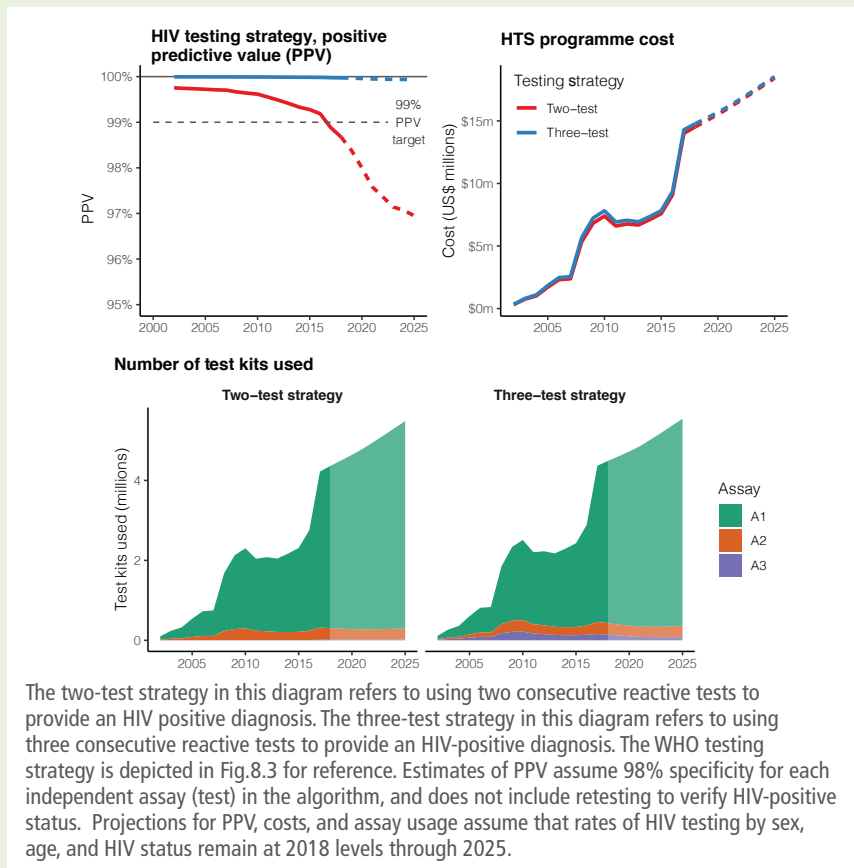 HIV testing strategy, positive
predictive value (PPV)
100%
99%
98%
97%
96%
95%
PPV
99%
PPV
target
2000
2005
2010
2015
2020
2025
HTS programme cost
Testing strategy
Two–test
Three–test
$15m
$10m
$5m
$0m
Cost (US$ millions)
2005
2010
2015
2020
2025
Number of test kits used
Two–test strategy
Three–test strategy
Test kits used (millions)
4
2
0
2005
2010
2015
2020
2025
2005
2010
2015
2020
2025
Assay
A1
A2
A3
The two-test strategy in this diagram refers to using two consecutive reactive tests to
provide an HIV positive diagnosis. The three-test strategy in this diagram refers to using
three consecutive reactive tests to provide an HIV-positive diagnosis. The WHO testing
strategy is depicted in Fig.8.3 for reference. Estimates of PPV assume 98% specificity for each
independent assay (test) in the algorithm, and does not include retesting to verify HIV-positive
status. Projections for PPV, costs, and assay usage assume that rates of HIV testing by sex,
age, and HIV status remain at 2018 levels through 2025.